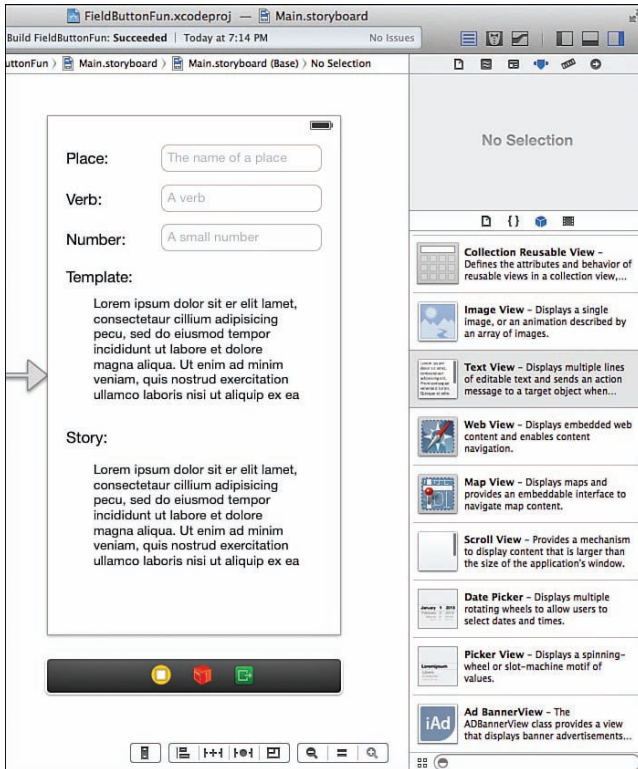 FieldButtonFun.xcodeproj — Main.storyboard
Build FieldButtonFun: Succeeded | Today at 7:14 PM
No Issues
uttonFun 〉 Main.storyboard 〉 Main.storyboard (Base) 〉 No Selection
Place:
The name of a place
Verb:
A verb
Number:
A small number
Template:
Lorem ipsum dolor sit er elit lamet,
consectetaur cillium adipisicing
pecu, sed do eiusmod tempor
incididunt ut labore et dolore
magna aliqua. Ut enim ad minim
veniam, quis nostrud exercitation
ullamco laboris nisi ut aliquip ex ea
Story:
Lorem ipsum dolor sit er elit lamet,
consectetaur cillium adipisicing
pecu, sed do eiusmod tempor
incididunt ut labore et dolore
magna aliqua. Ut enim ad minim
veniam, quis nostrud exercitation
ullamco laboris nisi ut aliquip ex ea
No Selection
{ }
Collection Reusable View –
Defines the attributes and behavior of
reusable views in a collection view,...
Image View – Displays a single
image, or an animation described by
an array of images.
Text View – Displays multiple lines
of editable text and sends an action
message to a target object when...
Web View – Displays embedded web
content and enables content
navigation.
Map View – Displays maps and
provides an embeddable interface to
navigate map content.
Scroll View – Provides a mechanism
to display content that is larger than
the size of the application's window.
Date Picker – Displays multiple
rotating wheels to allow users to
select dates and times.
Picker View – Displays a spinning-
wheel or slot-machine motif of
values.
iAd
Ad BannerView – The
ADBannerView class provides a view
that displays banner advertisements...